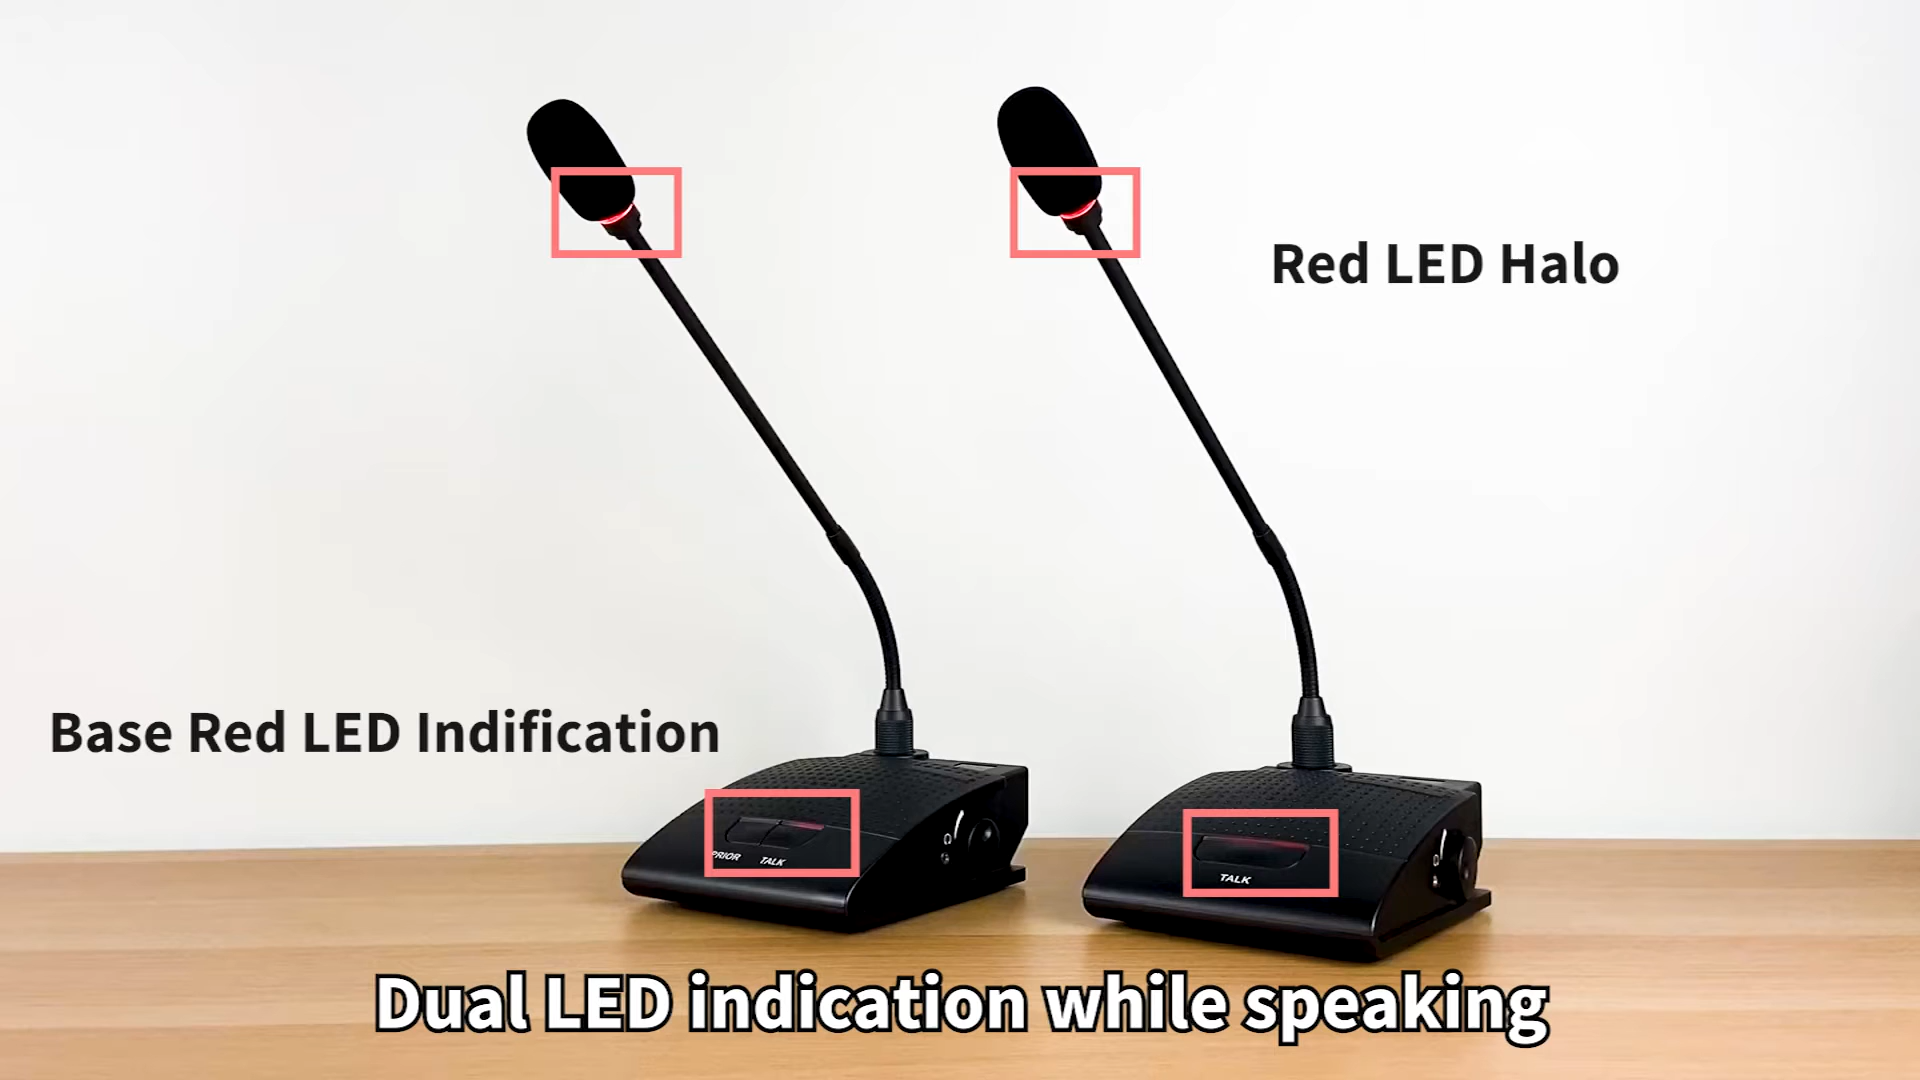 Red LED Halo
Base Red LED Indification
PRIOR TALK
TALK
Dual LED indication while speaking